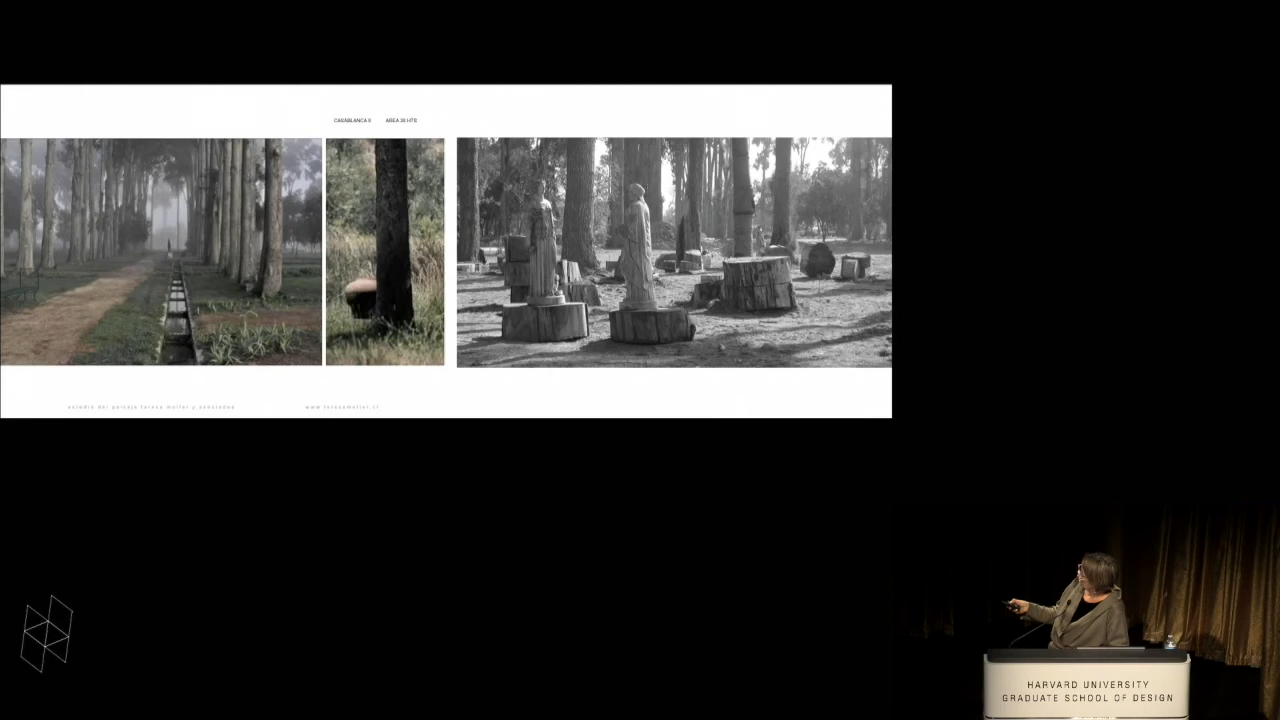 CASABLANCA II AREA 38 HTS
estudio del paisaje teresa moller y asociados www.teresamoller.cl
HARVARD UNIVERSITY
GRADUATE SCHOOL OF DESIGN